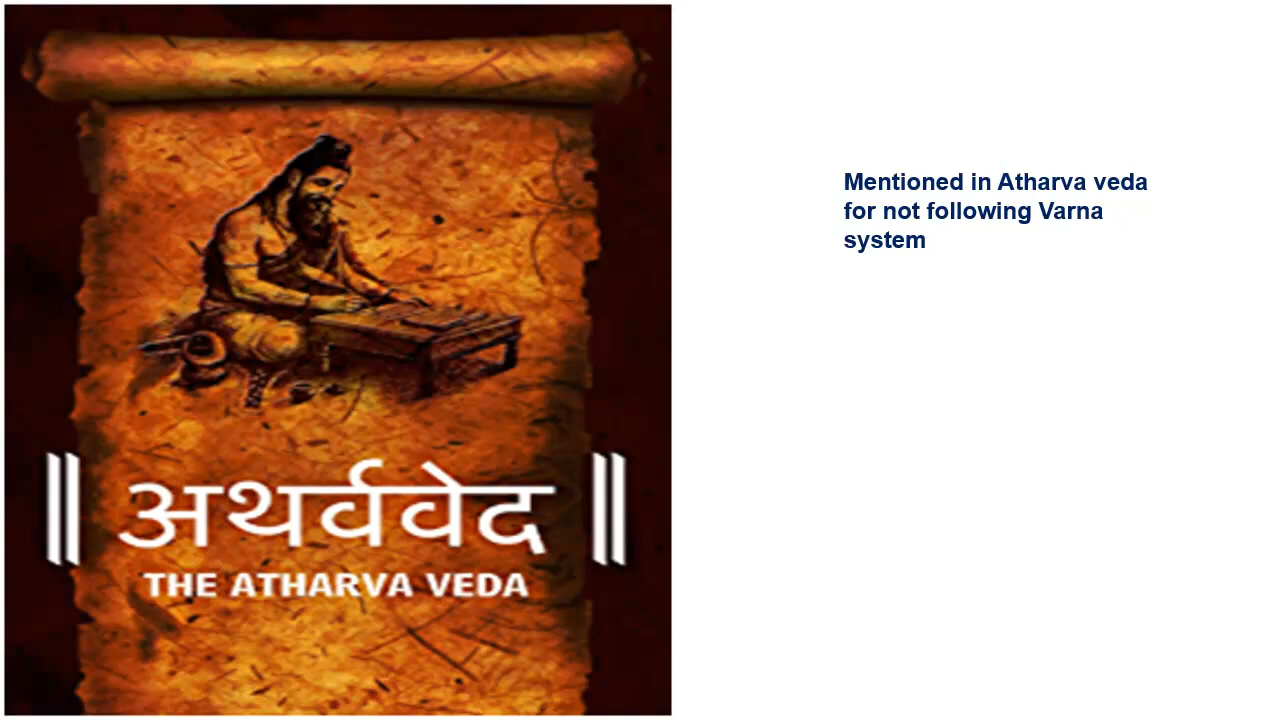 || अथर्ववेद ||
THE ATHARVA VEDA
Mentioned in Atharva veda
for not following Varna
system